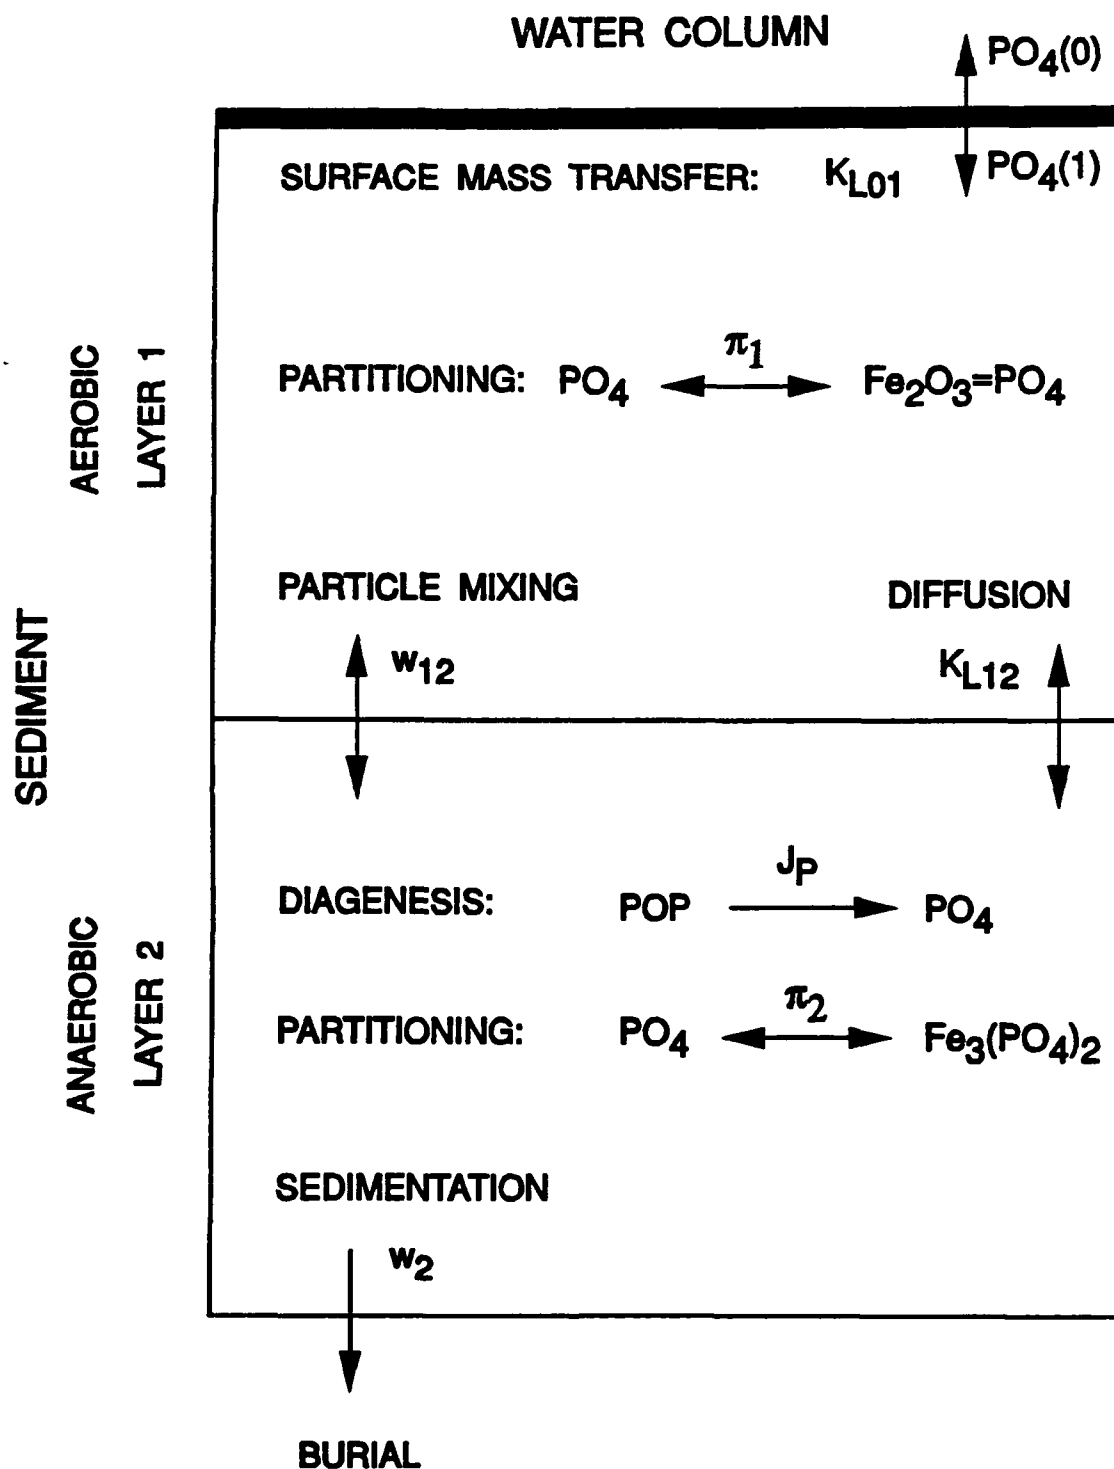 WATER COLUMN
PO4(0)
SURFACE MASS TRANSFER: KL01 PO4(1)
AEROBIC
LAYER 1
π1
PARTITIONING: PO4 Fe2O3=PO4
PARTICLE MIXING
DIFFUSION
w12
KL12
SEDIMENT
ANAEROBIC
LAYER 2
JP
DIAGENESIS: POP PO4
π2
PARTITIONING: PO4 Fe3(PO4)2
SEDIMENTATION
w2
BURIAL